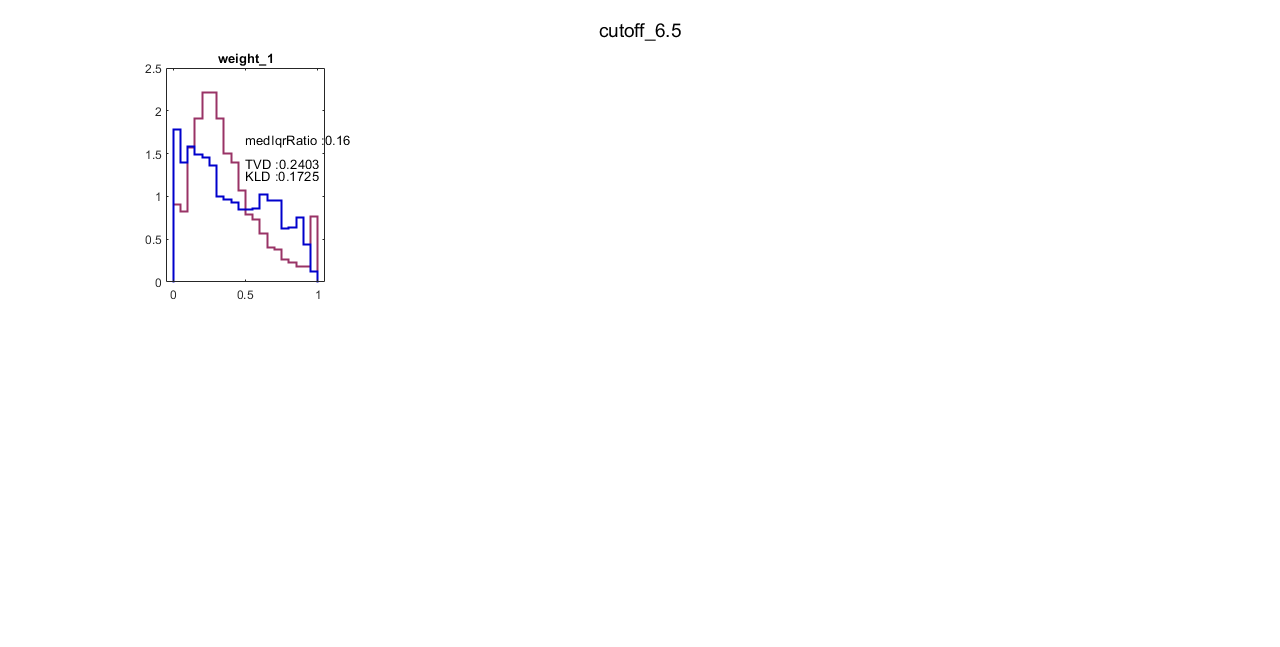 cutoff_6.5
weight_1
2.5
2
1.5
1
0.5
0
medIqrRatio :0.16
TVD :0.2403
KLD :0.1725
0 0.5 1